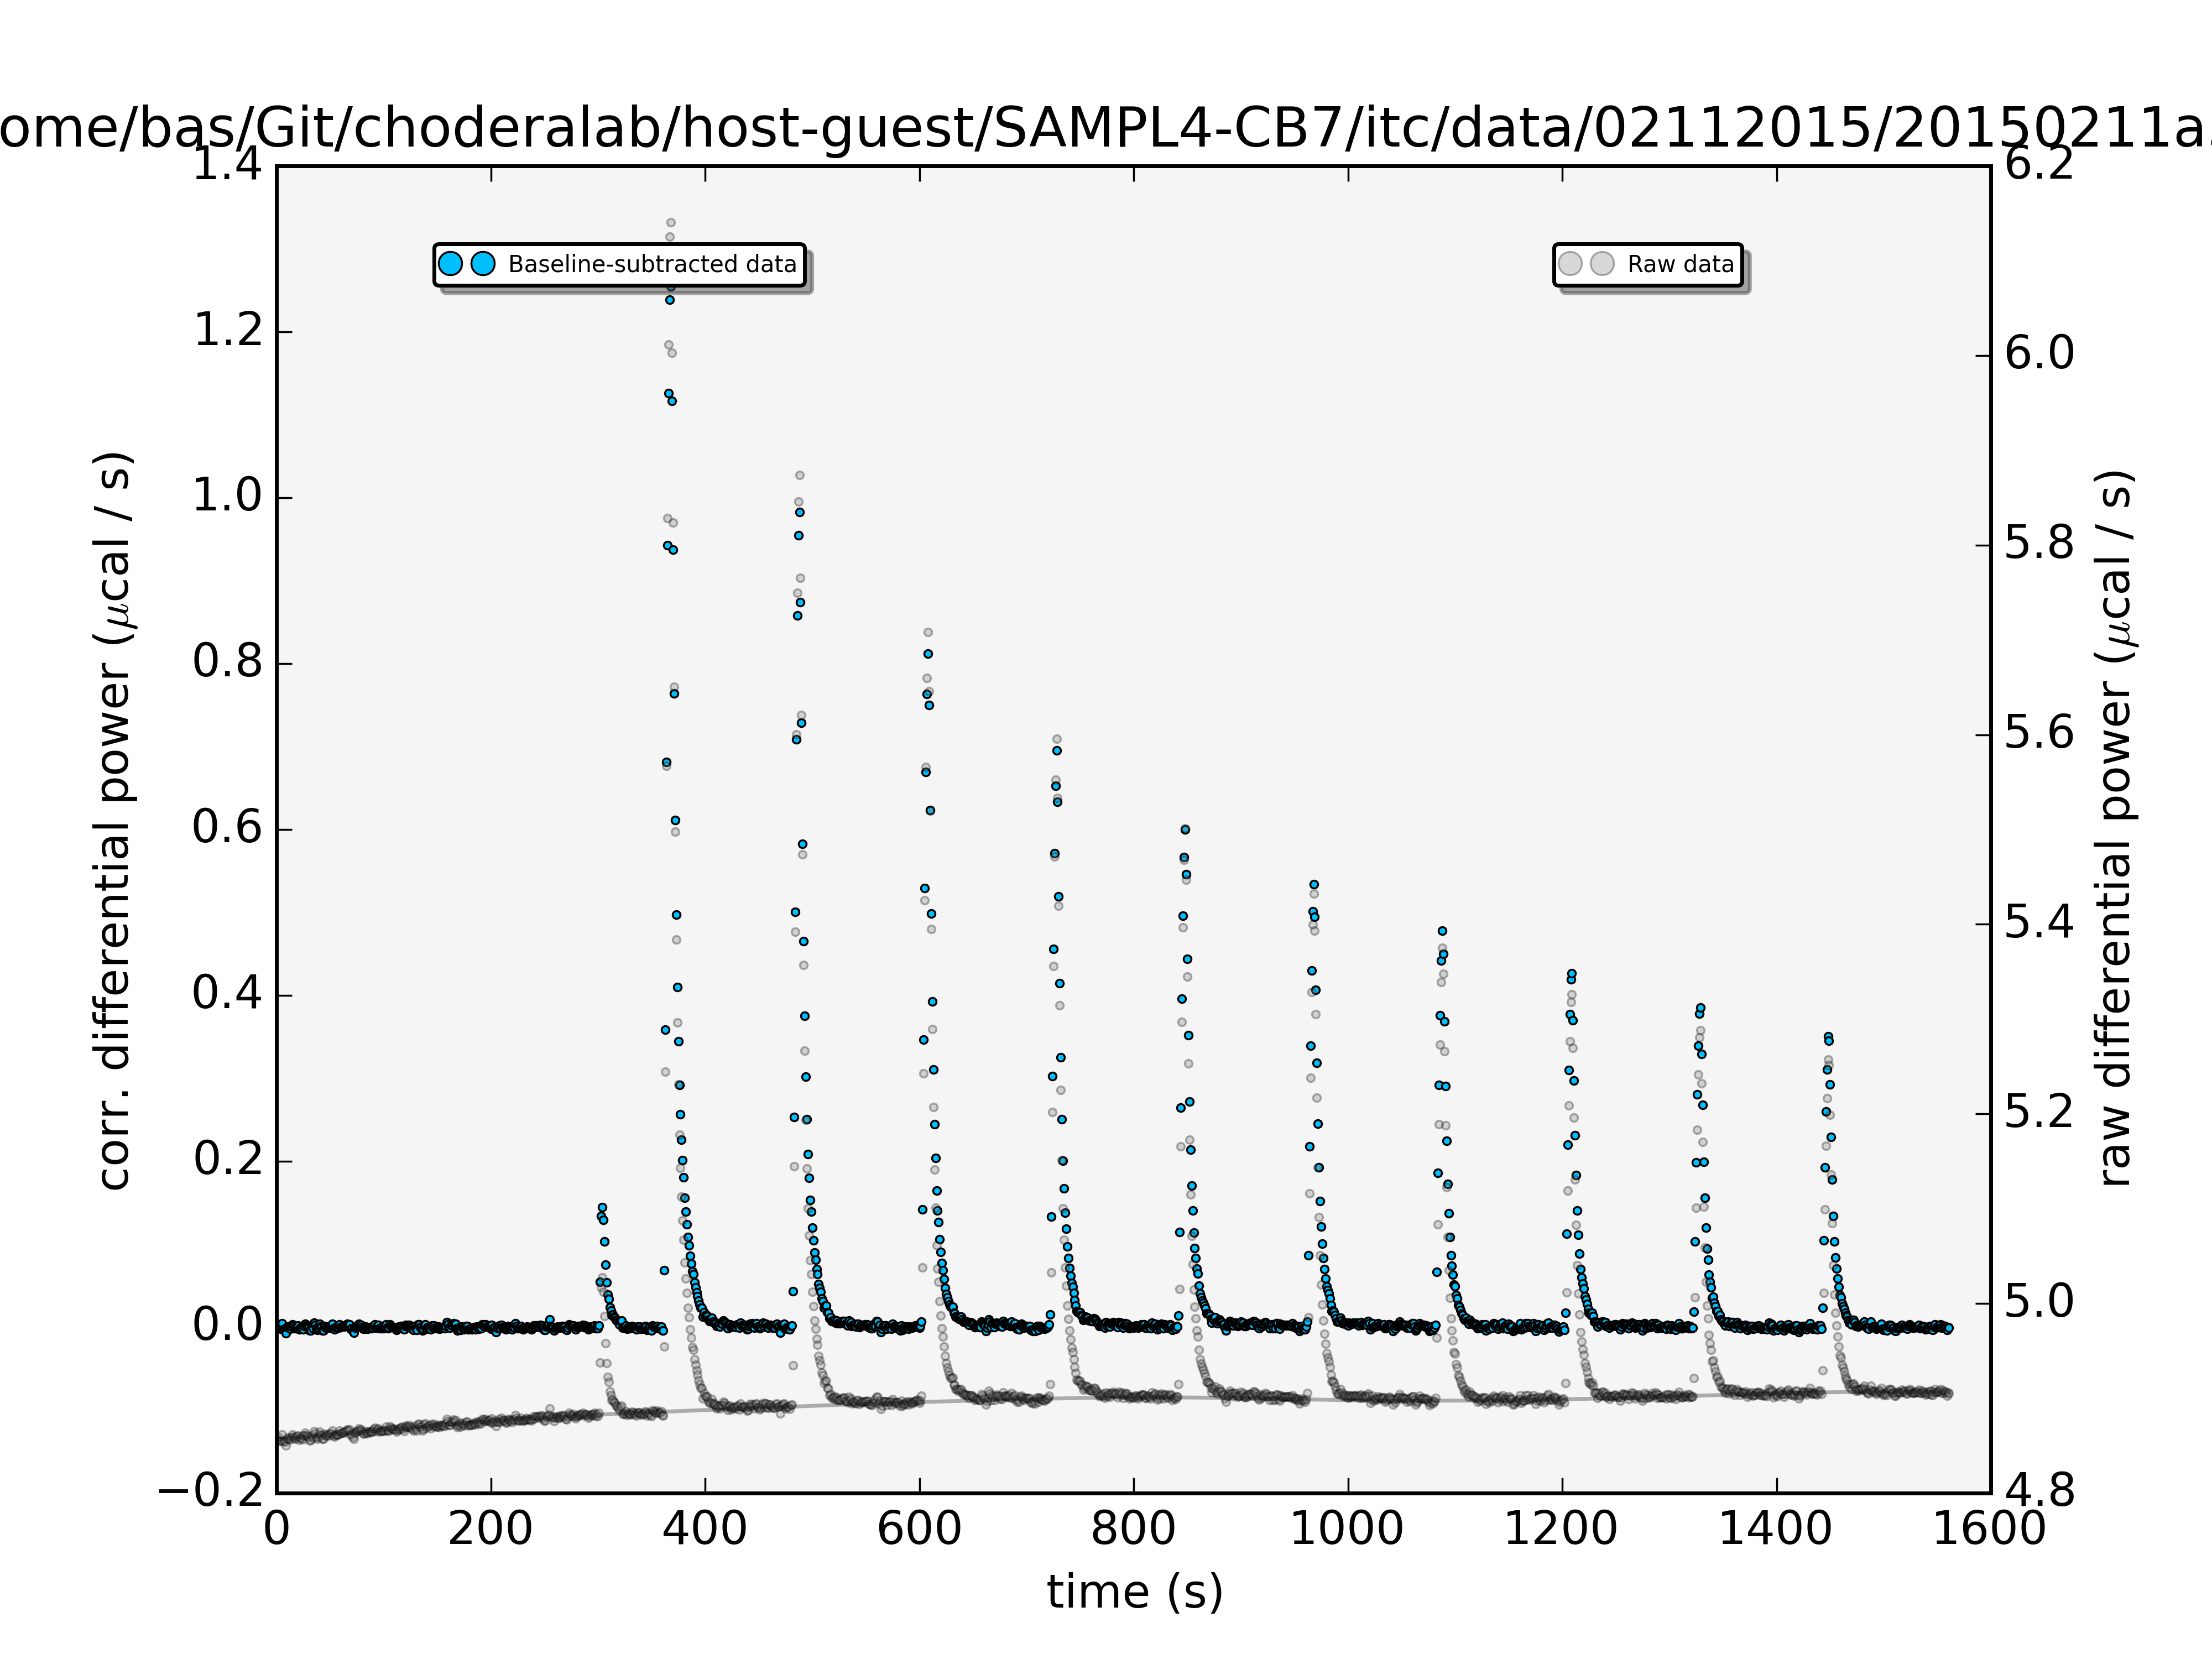 ome/bas/Git/choderalab/host-guest/SAMPL4-CB7/itc/data/02112015/20150211a
Baseline-subtracted data
Raw data
corr. differential power (μcal / s)
1.4
1.2
1.0
0.8
0.6
0.4
0.2
0.0
−0.2
6.2
6.0
5.8
5.6
5.4
5.2
5.0
4.8
raw differential power (μcal / s)
0 200 400 600 800 1000 1200 1400 1600
time (s)